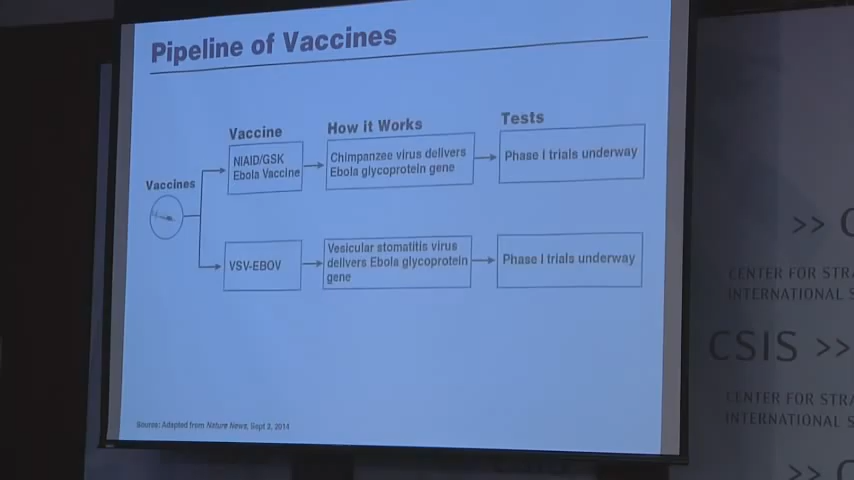 Pipeline of Vaccines
Vaccine
How it Works
Tests
Vaccines
NIAID/GSK
Ebola Vaccine
Chimpanzee virus delivers
Ebola glycoprotein gene
Phase I trials underway
VSV-EBOV
Vesicular stomatitis virus
delivers Ebola glycoprotein
gene
Phase I trials underway
Source: Adapted from Nature News, Sept 2, 2014
>> C
CENTER FOR STRA
INTERNATIONAL S
CSIS >>
CENTER FOR STRA
INTERNATIONAL S
>> C